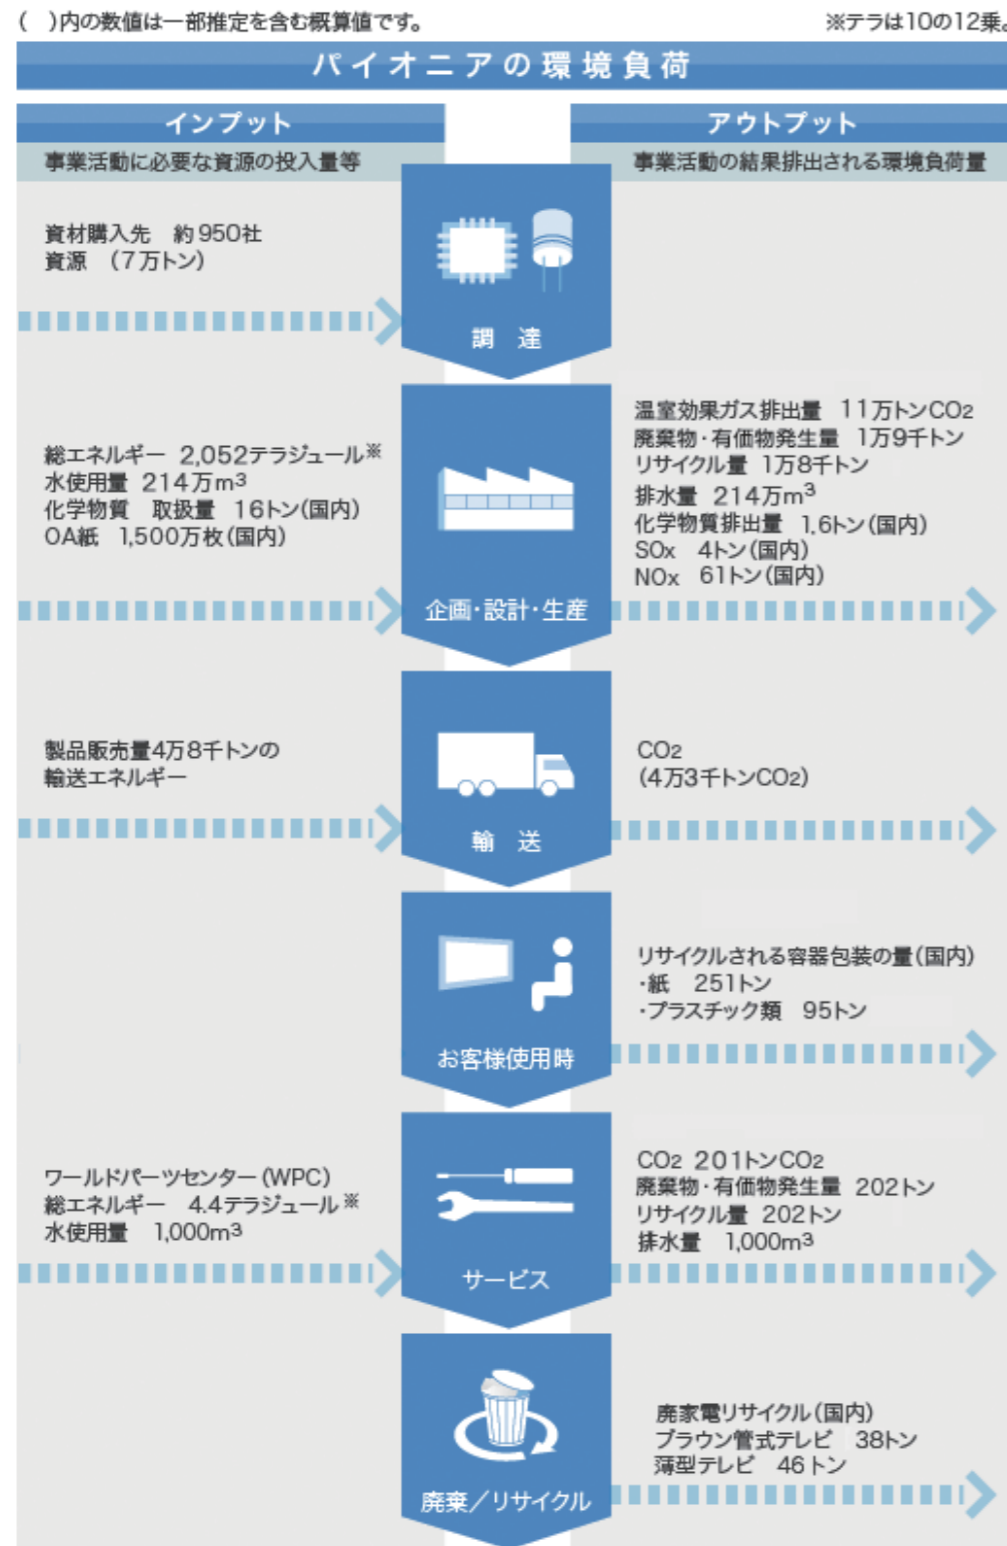 ( )内の数値は一部推定を含む概算値です。
※テラは10の12乗。
パイオニアの環境負荷
インプット
アウトプット
事業活動に必要な資源の投入量等
事業活動の結果排出される環境負荷量
資材購入先 約950社
資源 (7万トン)
調 達
総エネルギー 2,052テラジュール※
水使用量 214万m³
化学物質 取扱量 16トン(国内)
OA紙 1,500万枚(国内)
企画・設計・生産
温室効果ガス排出量 11万トンCO₂
廃棄物・有価物発生量 1万9千トン
リサイクル量 1万8千トン
排水量 214万m³
化学物質排出量 1.6トン(国内)
SOx 4トン(国内)
NOx 61トン(国内)
製品販売量4万8千トンの
輸送エネルギー
輸 送
CO₂
(4万3千トンCO₂)
お客様使用時
リサイクルされる容器包装の量(国内)
・紙 251トン
・プラスチック類 95トン
ワールドパーツセンター(WPC)
総エネルギー 4.4テラジュール※
水使用量 1,000m³
サービス
CO₂ 201トンCO₂
廃棄物・有価物発生量 202トン
リサイクル量 202トン
排水量 1,000m³
廃棄/リサイクル
廃家電リサイクル(国内)
ブラウン管式テレビ 38トン
薄型テレビ 46トン